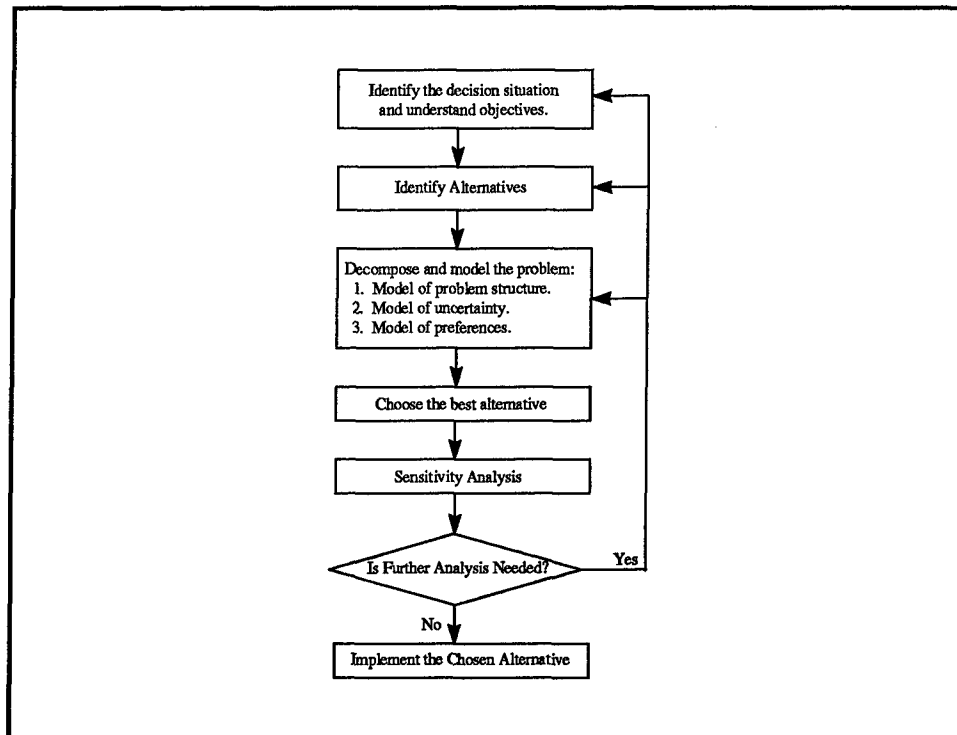 Identify the decision situation
and understand objectives.
Identify Alternatives
Decompose and model the problem:
1. Model of problem structure.
2. Model of uncertainty.
3. Model of preferences.
Choose the best alternative
Sensitivity Analysis
Is Further Analysis Needed?
Yes
No
Implement the Chosen Alternative